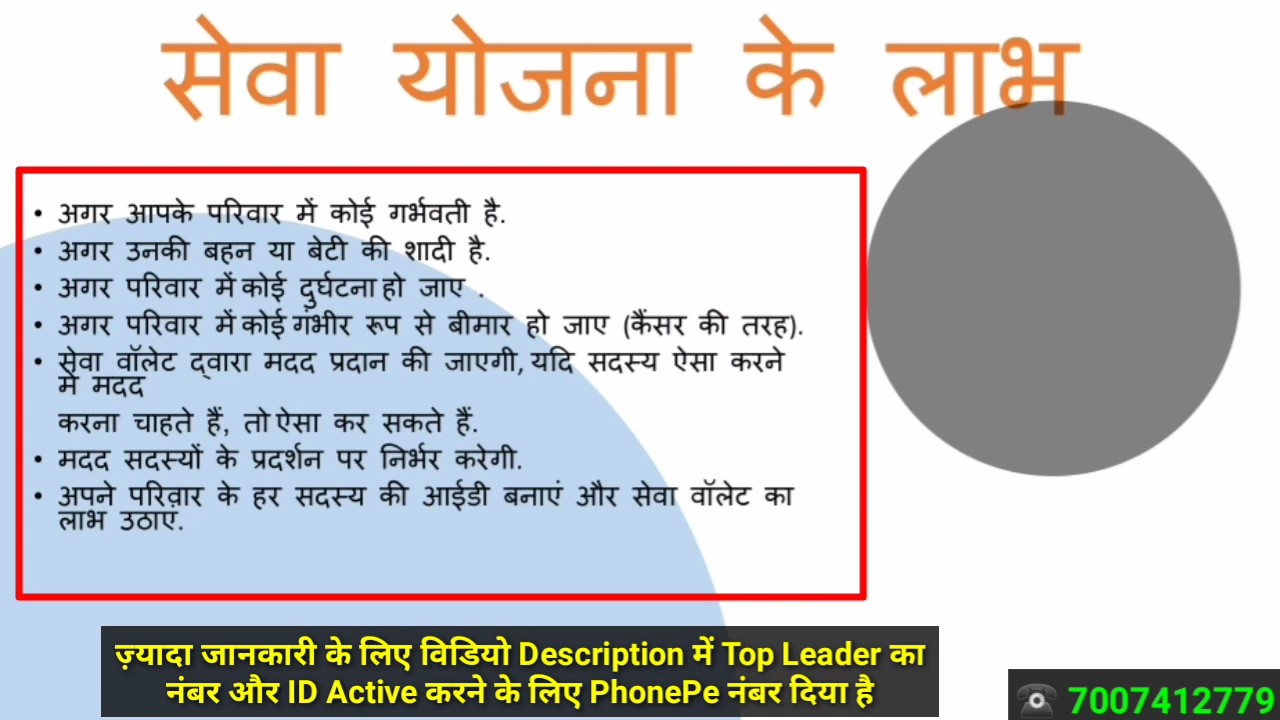 सेवा योजना के लाभ
• अगर आपके परिवार में कोई गर्भवती है.
• अगर उनकी बहन या बेटी की शादी है.
• अगर परिवार में कोई दुर्घटना हो जाए .
• अगर परिवार में कोई गंभीर रूप से बीमार हो जाए (कैंसर की तरह).
• सेवा वॉलेट द्वारा मदद प्रदान की जाएगी, यदि सदस्य ऐसा करने
में मदद
करना चाहते हैं, तो ऐसा कर सकते हैं.
• मदद सदस्यों के प्रदर्शन पर निर्भर करेगी.
• अपने परिवार के हर सदस्य की आईडी बनाएं और सेवा वॉलेट का
लाभ उठाएं.
ज़्यादा जानकारी के लिए विडियो Description में Top Leader का
नंबर और ID Active करने के लिए PhonePe नंबर दिया है
☎ 7007412779